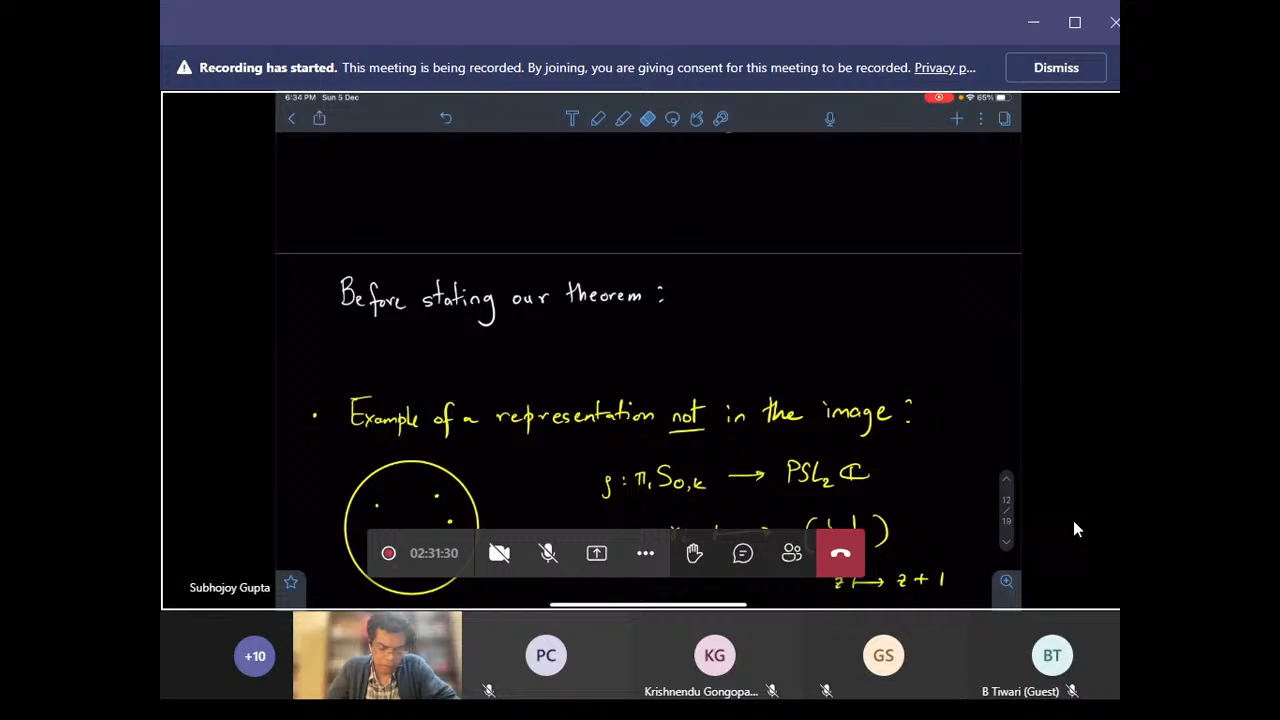 Recording has started. This meeting is being recorded. By joining, you are giving consent for this meeting to be recorded. Privacy p... Dismiss
6:34 PM Sun 5 Dec 65%
Before stating our theorem :
· Example of a representation not in the image :
ρ : π₁ S₀,ₖ → PSL₂ ℂ
z ↦ z + 1
12 / 19
02:31:30
Subhojoy Gupta
+10 PC KG GS BT
Krishnendu Gongopa... B Tiwari (Guest)